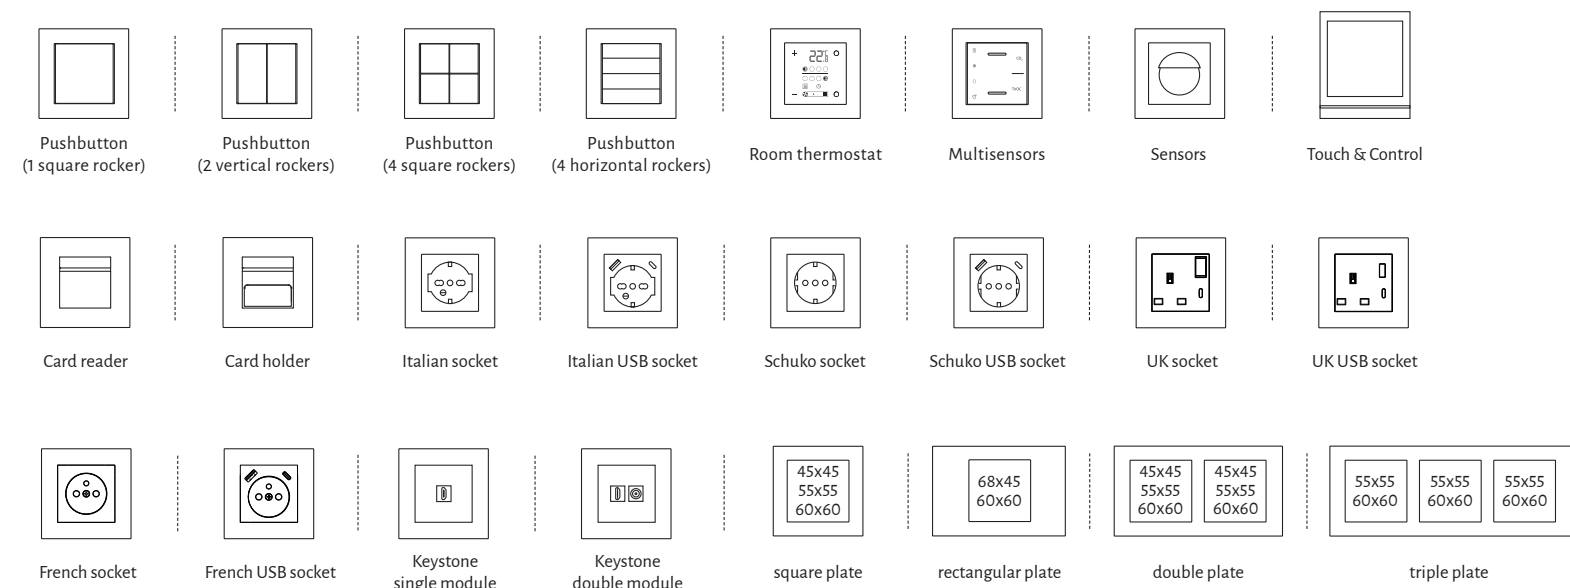 22
CO₂
TVOC
Pushbutton
(1 square rocker)
Pushbutton
(2 vertical rockers)
Pushbutton
(4 square rockers)
Pushbutton
(4 horizontal rockers)
Room thermostat
Multisensors
Sensors
Touch & Control
Card reader
Card holder
Italian socket
Italian USB socket
Schuko socket
Schuko USB socket
UK socket
UK USB socket
45x45
55x55
60x60
68x45
60x60
45x45
55x55
60x60
45x45
55x55
60x60
55x55
60x60
55x55
60x60
55x55
60x60
French socket
French USB socket
Keystone
single module
Keystone
double module
square plate
rectangular plate
double plate
triple plate